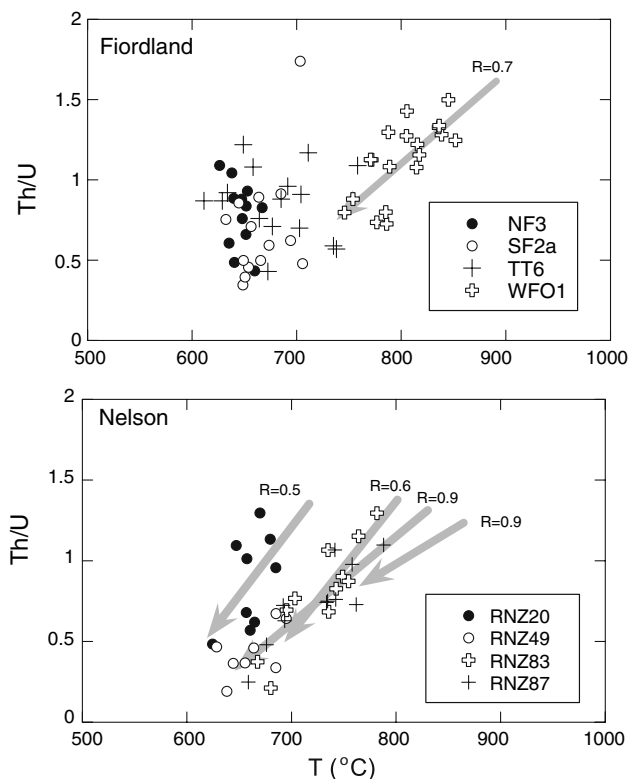 Fiordland
R=0.7
2
1.5
1
0.5
0
Th/U
NF3
SF2a
TT6
WFO1
500 600 700 800 900 1000
Nelson
R=0.5
R=0.6
R=0.9
R=0.9
2
1.5
1
0.5
0
Th/U
RNZ20
RNZ49
RNZ83
RNZ87
500 600 700 800 900 1000
T (°C)